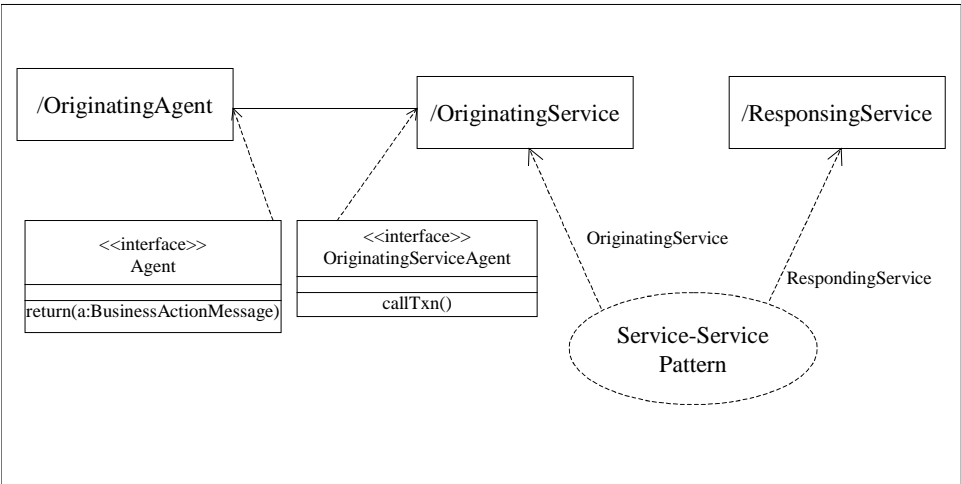 /OriginatingAgent
/OriginatingService
/ResponsingService
<<interface>>
Agent
return(a:BusinessActionMessage)
<<interface>>
OriginatingServiceAgent
callTxn()
OriginatingService
RespondingService
Service-Service
Pattern